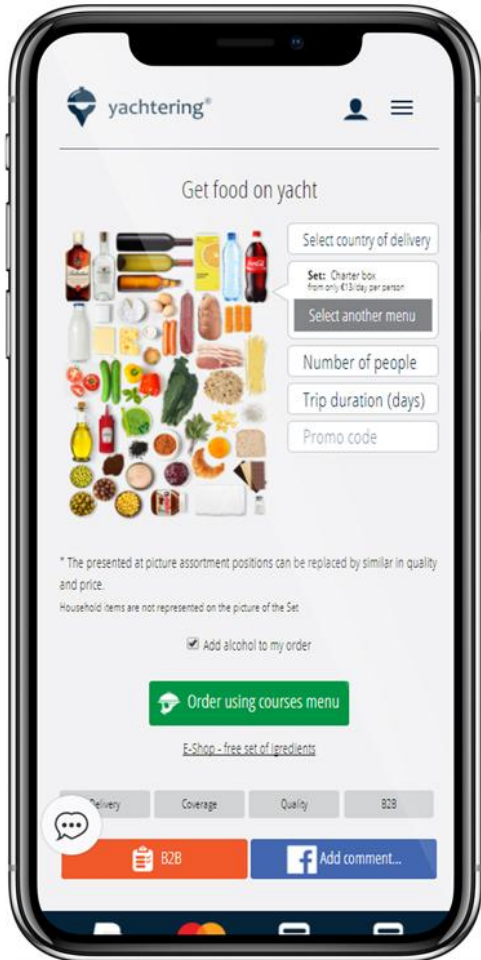 yachtering®
Get food on yacht
Select country of delivery
Set: Charter box
from only €13/day per person
Select another menu
Number of people
Trip duration (days)
Promo code
Coca-Cola
* The presented at picture assortment positions can be replaced by similar in quality
and price.
Household items are not represented on the picture of the Set
Add alcohol to my order
Order using courses menu
E-Shop - free set of igredients
Delivery
Coverage
Quality
B2B
B2B
f Add comment...